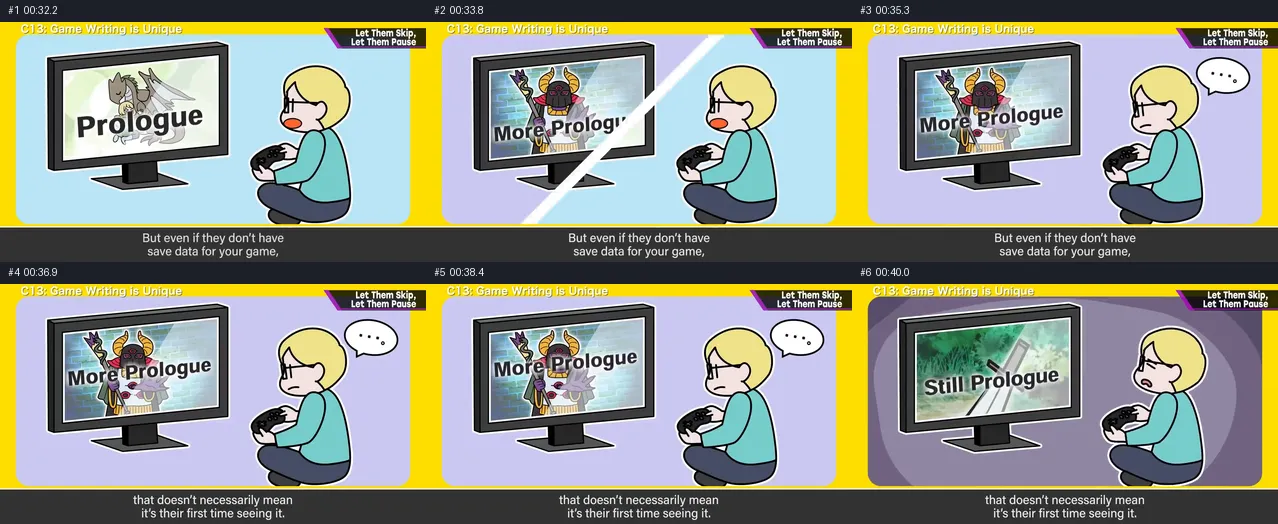 #1 00:32.2
C13: Game Writing is Unique
Let Them Skip,
Let Them Pause
Prologue
But even if they don't have
save data for your game,
#2 00:33.8
C13: Game Writing is Unique
Let Them Skip,
Let Them Pause
More Prologu
But even if they don't have
save data for your game,
#3 00:35.3
C13: Game Writing is Unique
Let Them Skip,
Let Them Pause
More Prologue
But even if they don't have
save data for your game,
#4 00:36.9
C13: Game Writing is Unique
Let Them Skip,
Let Them Pause
More Prologue
that doesn't necessarily mean
it's their first time seeing it.
#5 00:38.4
C13: Game Writing is Unique
Let Them Skip,
Let Them Pause
More Prologue
that doesn't necessarily mean
it's their first time seeing it.
#6 00:40.0
C13: Game Writing is Unique
Let Them Skip,
Let Them Pause
Still Prologue
that doesn't necessarily mean
it's their first time seeing it.